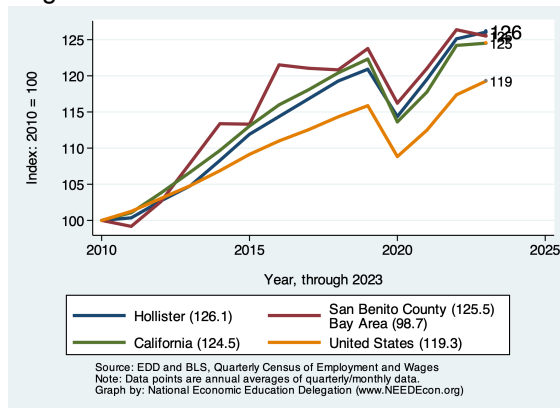 Index: 2010 = 100
125
120
115
110
105
100
126
125
119
2010
2015
2020
2025
Year, through 2023
Hollister (126.1)
San Benito County (125.5)
Bay Area (98.7)
California (124.5)
United States (119.3)
Source: EDD and BLS, Quarterly Census of Employment and Wages
Note: Data points are annual averages of quarterly/monthly data.
Graph by: National Economic Education Delegation (www.NEEDEcon.org)